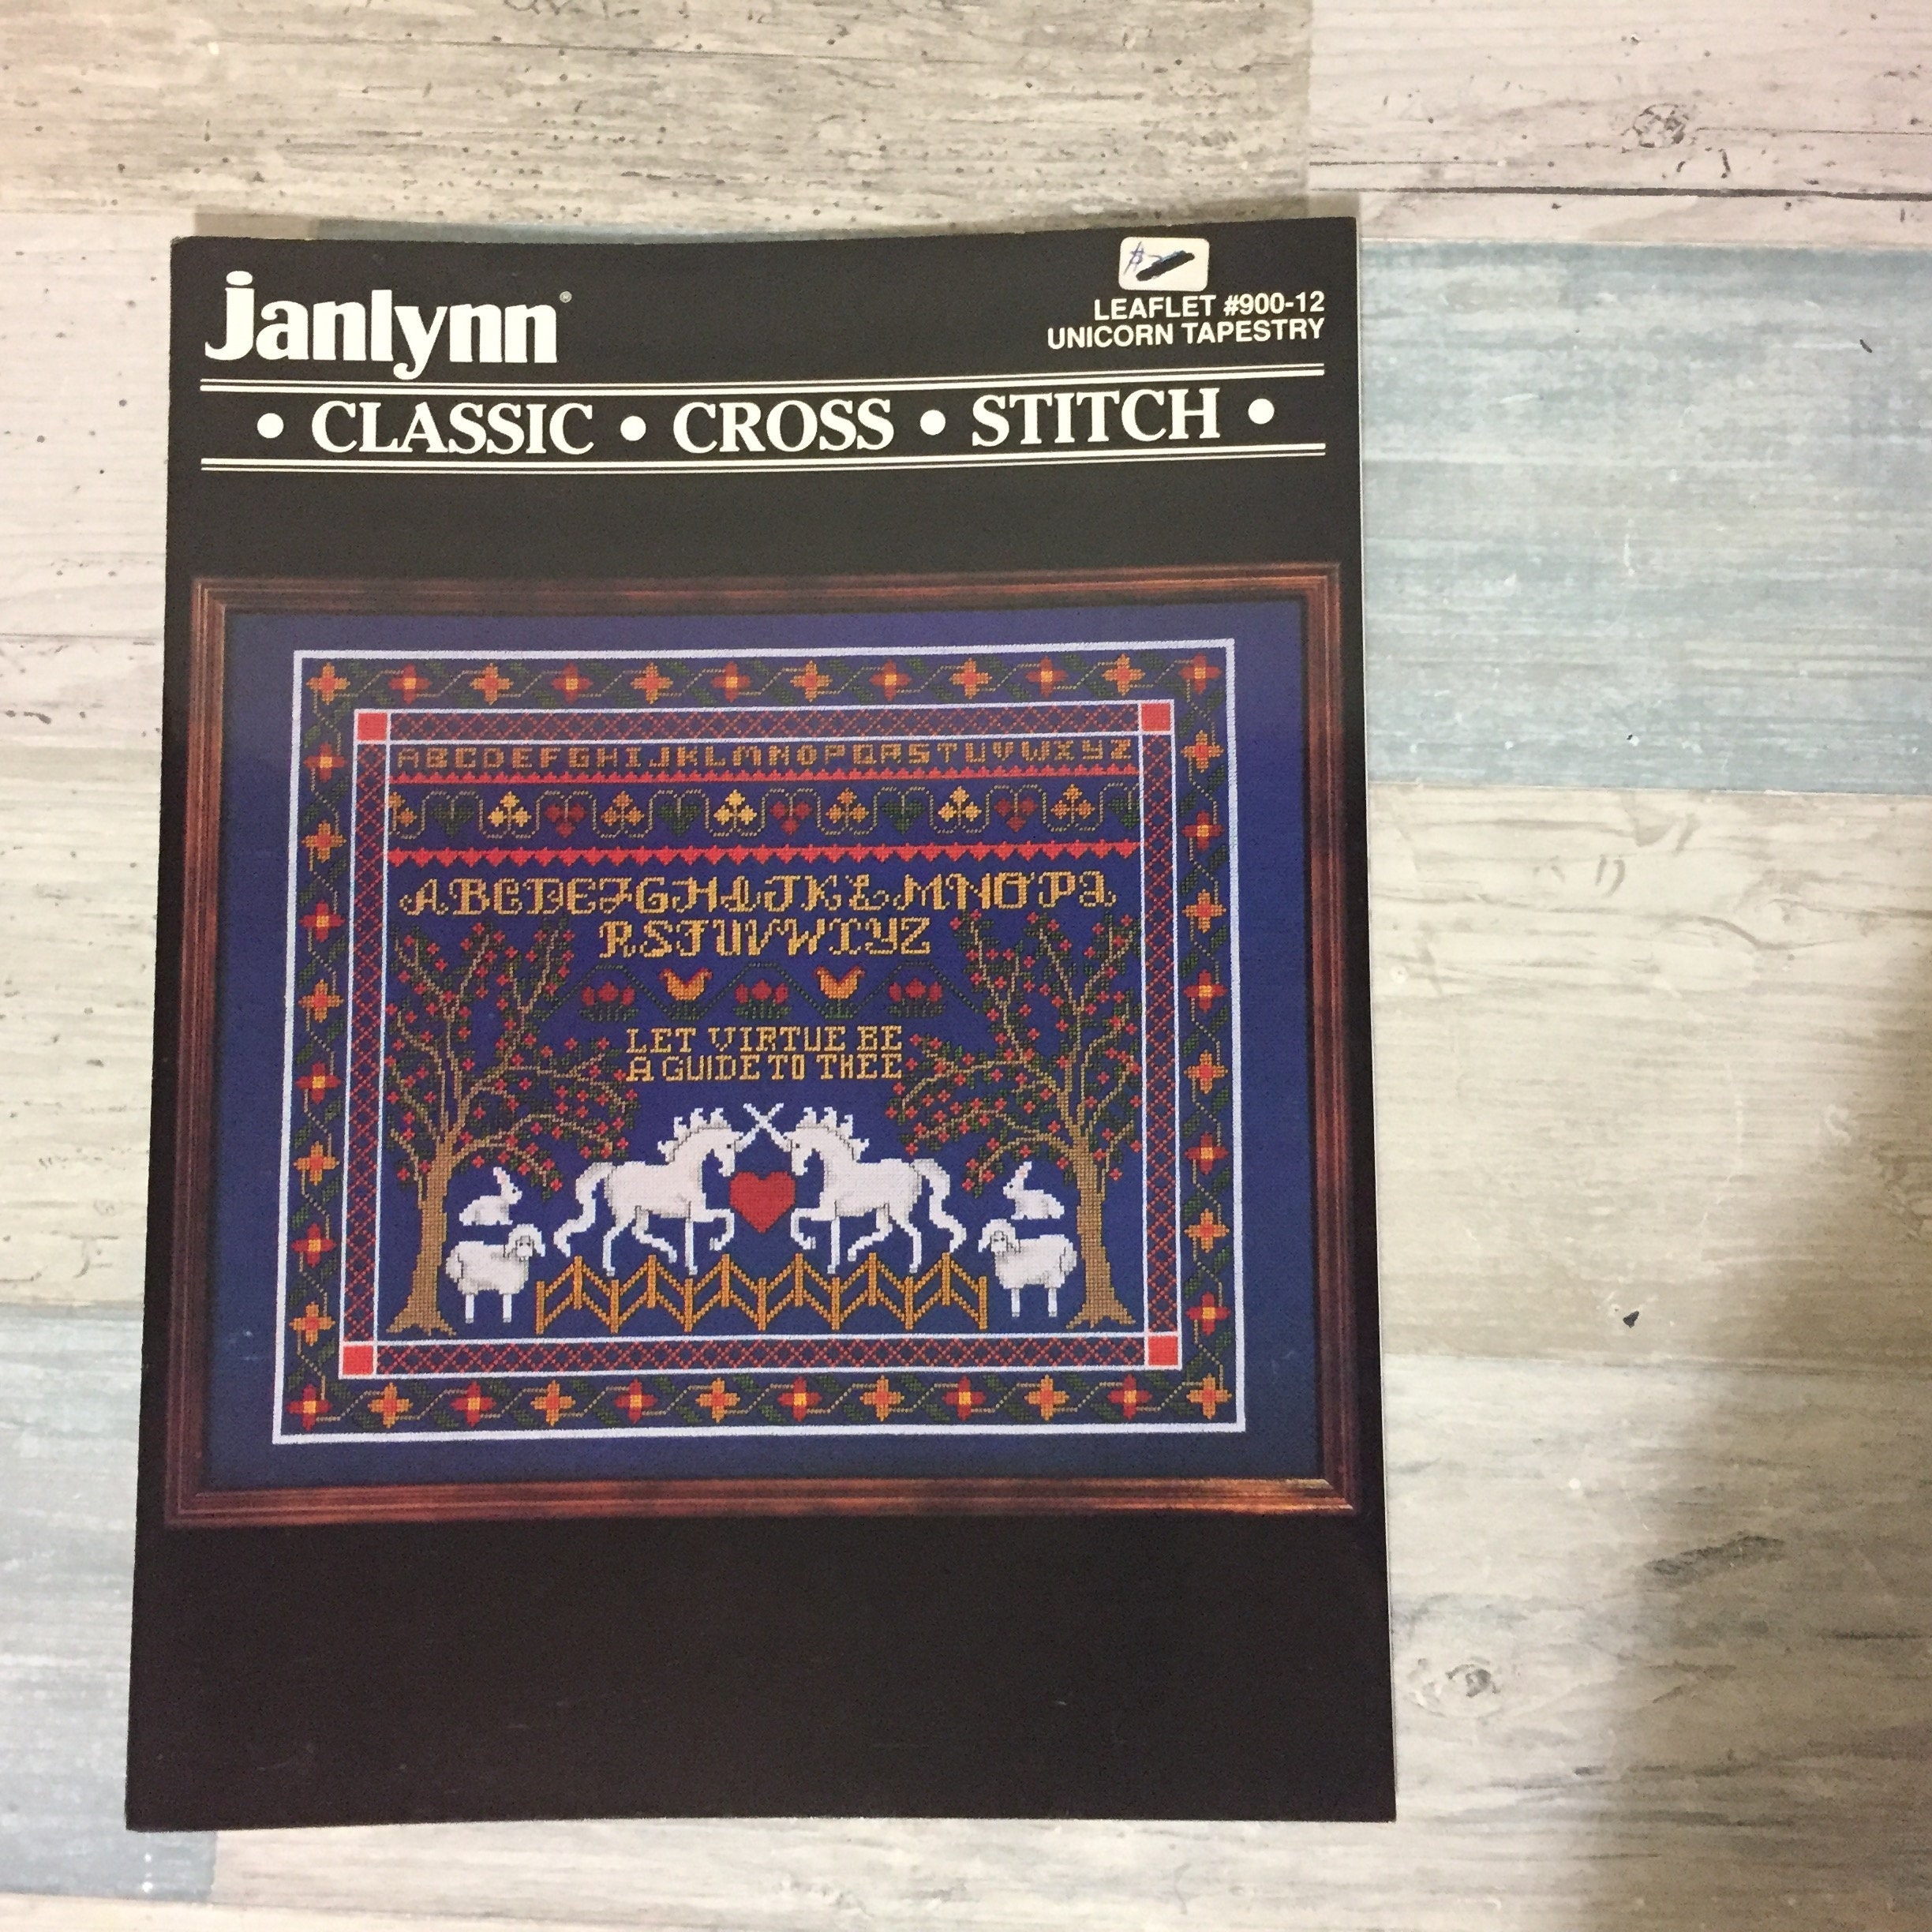 janlynn®
LEAFLET #900-12
UNICORN TAPESTRY
• CLASSIC • CROSS • STITCH •
ABCDEFGHIJKLMNOPQRSTUVWXYZ
ABCDEFGHIJKLMNOPQ
RSTUVWXYZ
LET VIRTUE BE
A GUIDE TO THEE